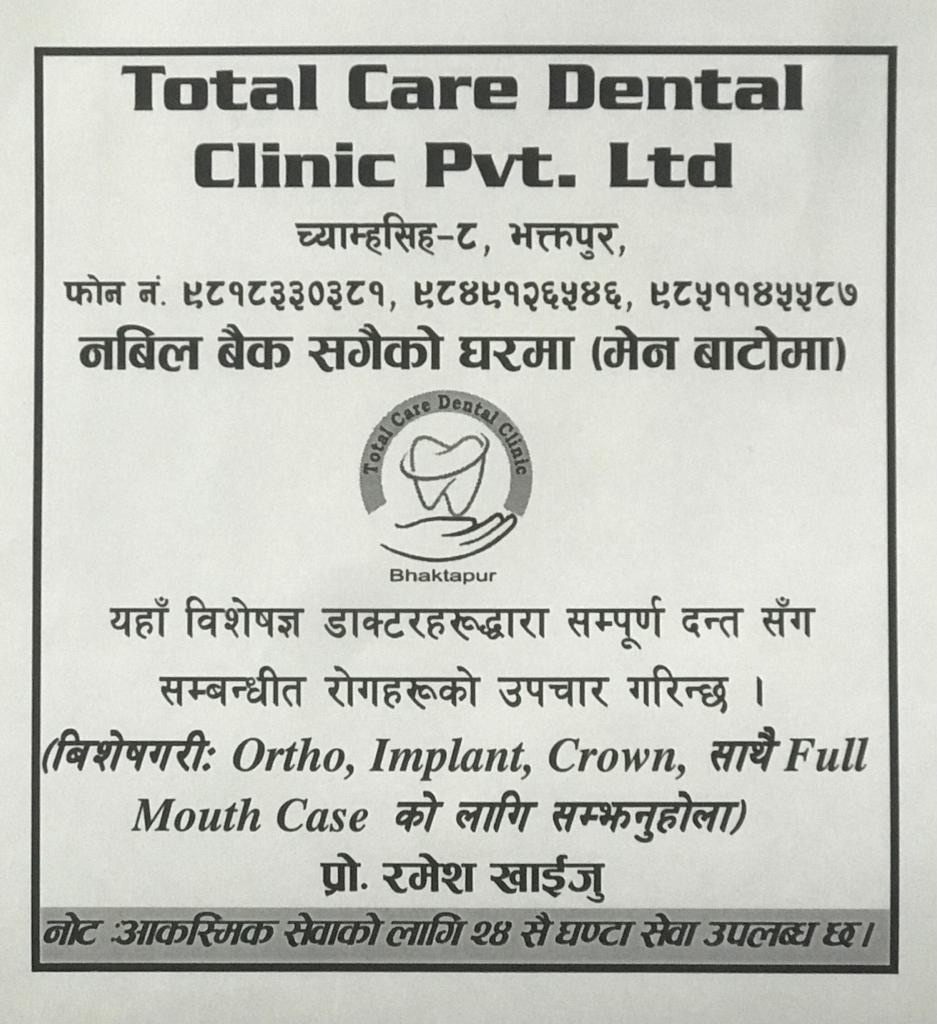 Total Care Dental
Clinic Pvt. Ltd
च्याम्हसिह-८, भक्तपुर,
फोन नं. ९८१८३३०३८१, ९८४९१२६५४६, ९८५११४५५८७
नबिल बैक सगैको घरमा (मेन बाटोमा)
Total Care Dental Clinic
Bhaktapur
यहाँ विशेषज्ञ डाक्टरहरूद्धारा सम्पूर्ण दन्त सँग
सम्बन्धीत रोगहरूको उपचार गरिन्छ ।
(बिशेषगरी: Ortho, Implant, Crown, साथै Full
Mouth Case को लागि सम्झनुहोला)
प्रो. रमेश खाईजु
नोट :आकस्मिक सेवाको लागि २४ सै घण्टा सेवा उपलब्ध छ।